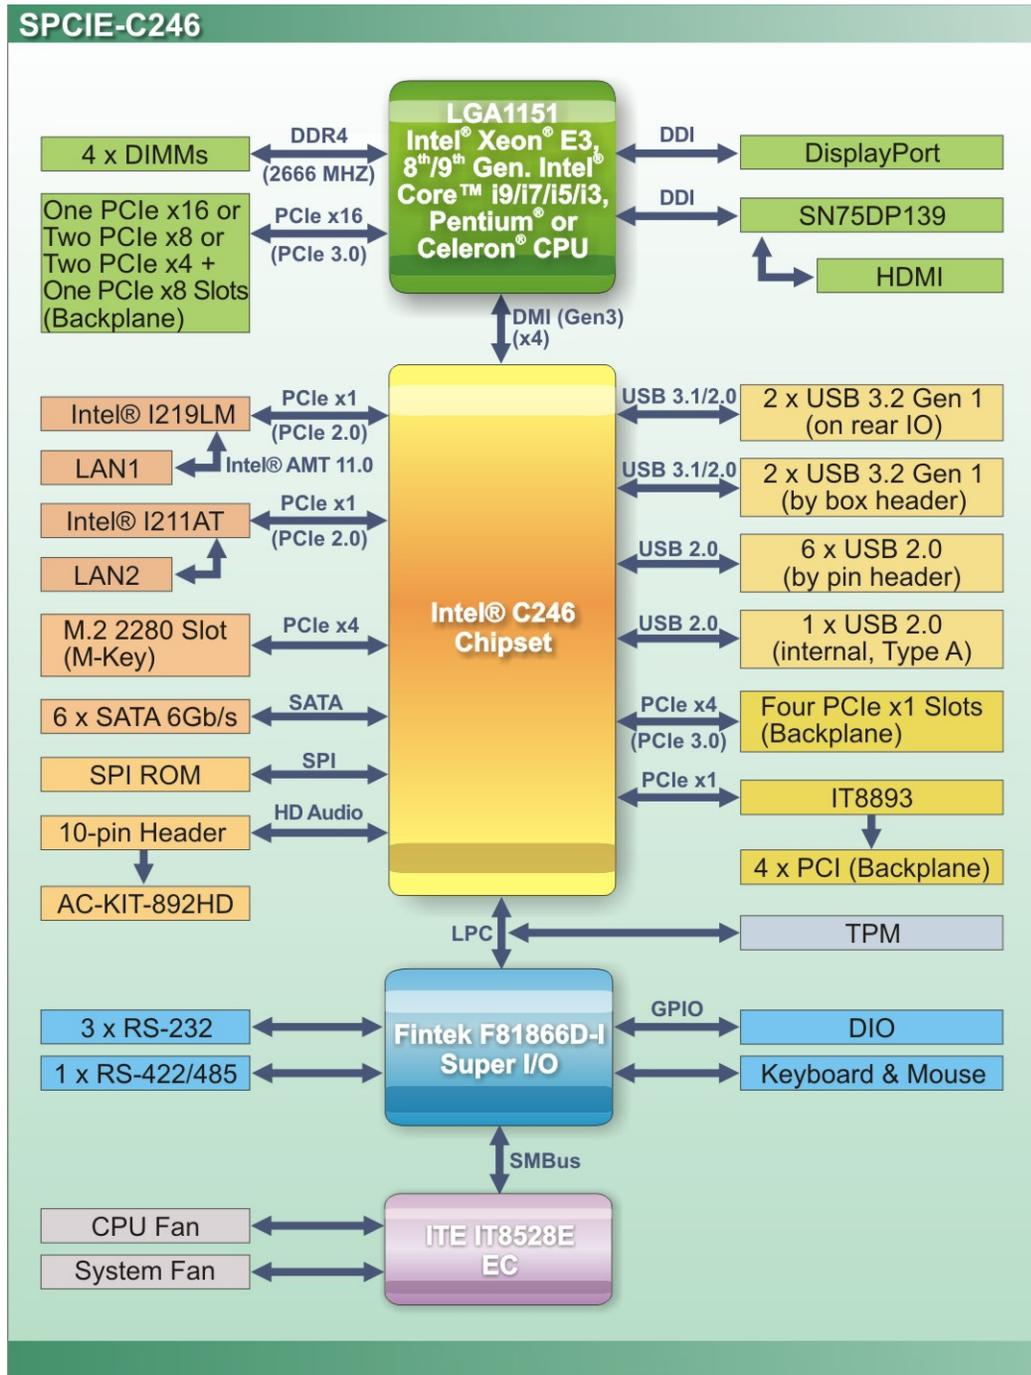 SPCIE-C246
LGA1151
Intel® Xeon® E3,
8th/9th Gen. Intel®
Core™ i9/i7/i5/i3,
Pentium® or
Celeron® CPU
4 x DIMMs
DDR4
(2666 MHZ)
One PCIe x16 or
Two PCIe x8 or
Two PCIe x4 +
One PCIe x8 Slots
(Backplane)
PCIe x16
(PCIe 3.0)
DDI
DisplayPort
DDI
SN75DP139
HDMI
DMI (Gen3)
(x4)
Intel® C246
Chipset
Intel® I219LM
PCIe x1
(PCIe 2.0)
LAN1
Intel® AMT 11.0
Intel® I211AT
PCIe x1
(PCIe 2.0)
LAN2
M.2 2280 Slot
(M-Key)
PCIe x4
6 x SATA 6Gb/s
SATA
SPI ROM
SPI
10-pin Header
HD Audio
AC-KIT-892HD
USB 3.1/2.0
2 x USB 3.2 Gen 1
(on rear IO)
USB 3.1/2.0
2 x USB 3.2 Gen 1
(by box header)
USB 2.0
6 x USB 2.0
(by pin header)
USB 2.0
1 x USB 2.0
(internal, Type A)
PCIe x4
(PCIe 3.0)
Four PCIe x1 Slots
(Backplane)
PCIe x1
IT8893
4 x PCI (Backplane)
LPC
TPM
Fintek F81866D-I
Super I/O
3 x RS-232
1 x RS-422/485
GPIO
DIO
Keyboard & Mouse
SMBus
ITE IT8528E
EC
CPU Fan
System Fan